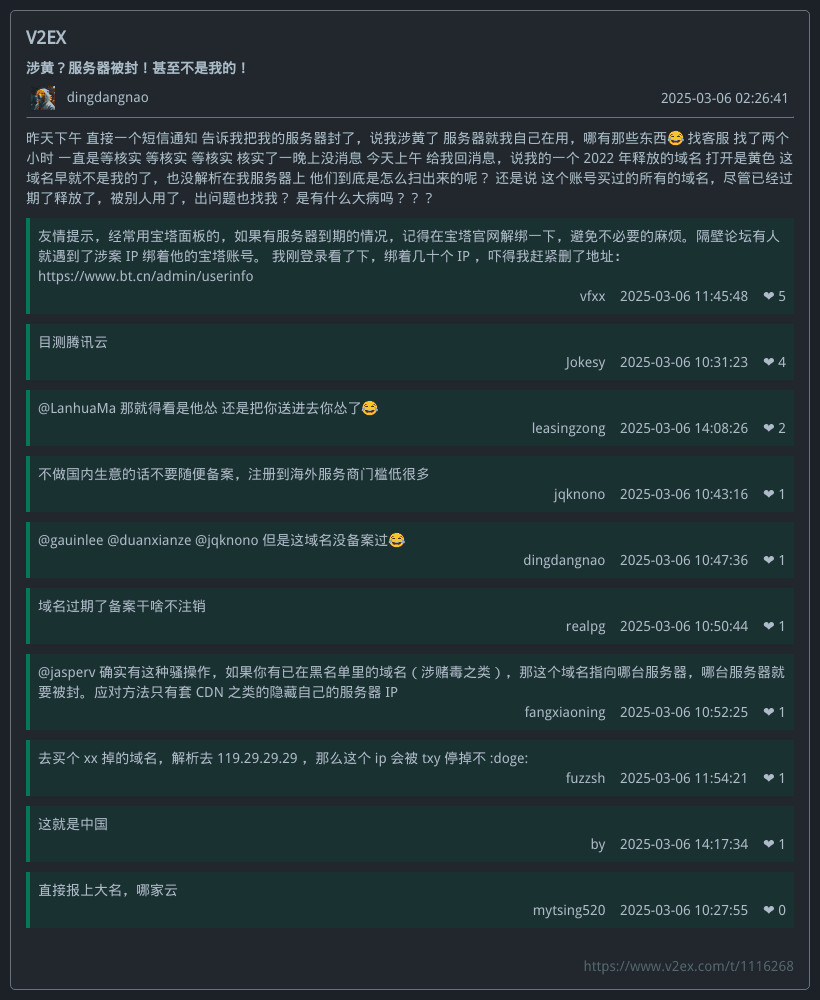 V2EX
涉黄？服务器被封！甚至不是我的！
dingdangnao 2025-03-06 02:26:41
昨天下午 直接一个短信通知 告诉我把我的服务器封了，说我涉黄了 服务器就我自己在用，哪有那些东西😂 找客服 找了两个
小时 一直是等核实 等核实 等核实 核实了一晚上没消息 今天上午 给我回消息，说我的一个 2022 年释放的域名 打开是黄色 这
域名早就不是我的了，也没解析在我服务器上 他们到底是怎么扫出来的呢？ 还是说 这个账号买过的所有的域名，尽管已经过
期了释放了，被别人用了，出问题也找我？ 是有什么大病吗？？？
友情提示，经常用宝塔面板的，如果有服务器到期的情况，记得在宝塔官网解绑一下，避免不必要的麻烦。隔壁论坛有人
就遇到了涉案 IP 绑着他的宝塔账号。 我刚登录看了下，绑着几十个 IP ，吓得我赶紧删了地址：
https://www.bt.cn/admin/userinfo
vfxx 2025-03-06 11:45:48 ❤ 5
目测腾讯云
Jokesy 2025-03-06 10:31:23 ❤ 4
@LanhuaMa 那就得看是他怂 还是把你送进去你怂了😂
leasingzong 2025-03-06 14:08:26 ❤ 2
不做国内生意的话不要随便备案，注册到海外服务商门槛低很多
jqknono 2025-03-06 10:43:16 ❤ 1
@gauinlee @duanxianze @jqknono 但是这域名没备案过😂
dingdangnao 2025-03-06 10:47:36 ❤ 1
域名过期了备案干啥不注销
realpg 2025-03-06 10:50:44 ❤ 1
@jasperv 确实有这种骚操作，如果你有已在黑名单里的域名（涉赌毒之类），那这个域名指向哪台服务器，哪台服务器就
要被封。应对方法只有套 CDN 之类的隐藏自己的服务器 IP
fangxiaoning 2025-03-06 10:52:25 ❤ 1
去买个 xx 掉的域名，解析去 119.29.29.29 ，那么这个 ip 会被 txy 停掉不 :doge:
fuzzsh 2025-03-06 11:54:21 ❤ 1
这就是中国
by 2025-03-06 14:17:34 ❤ 1
直接报上大名，哪家云
mytsing520 2025-03-06 10:27:55 ❤ 0
https://www.v2ex.com/t/1116268